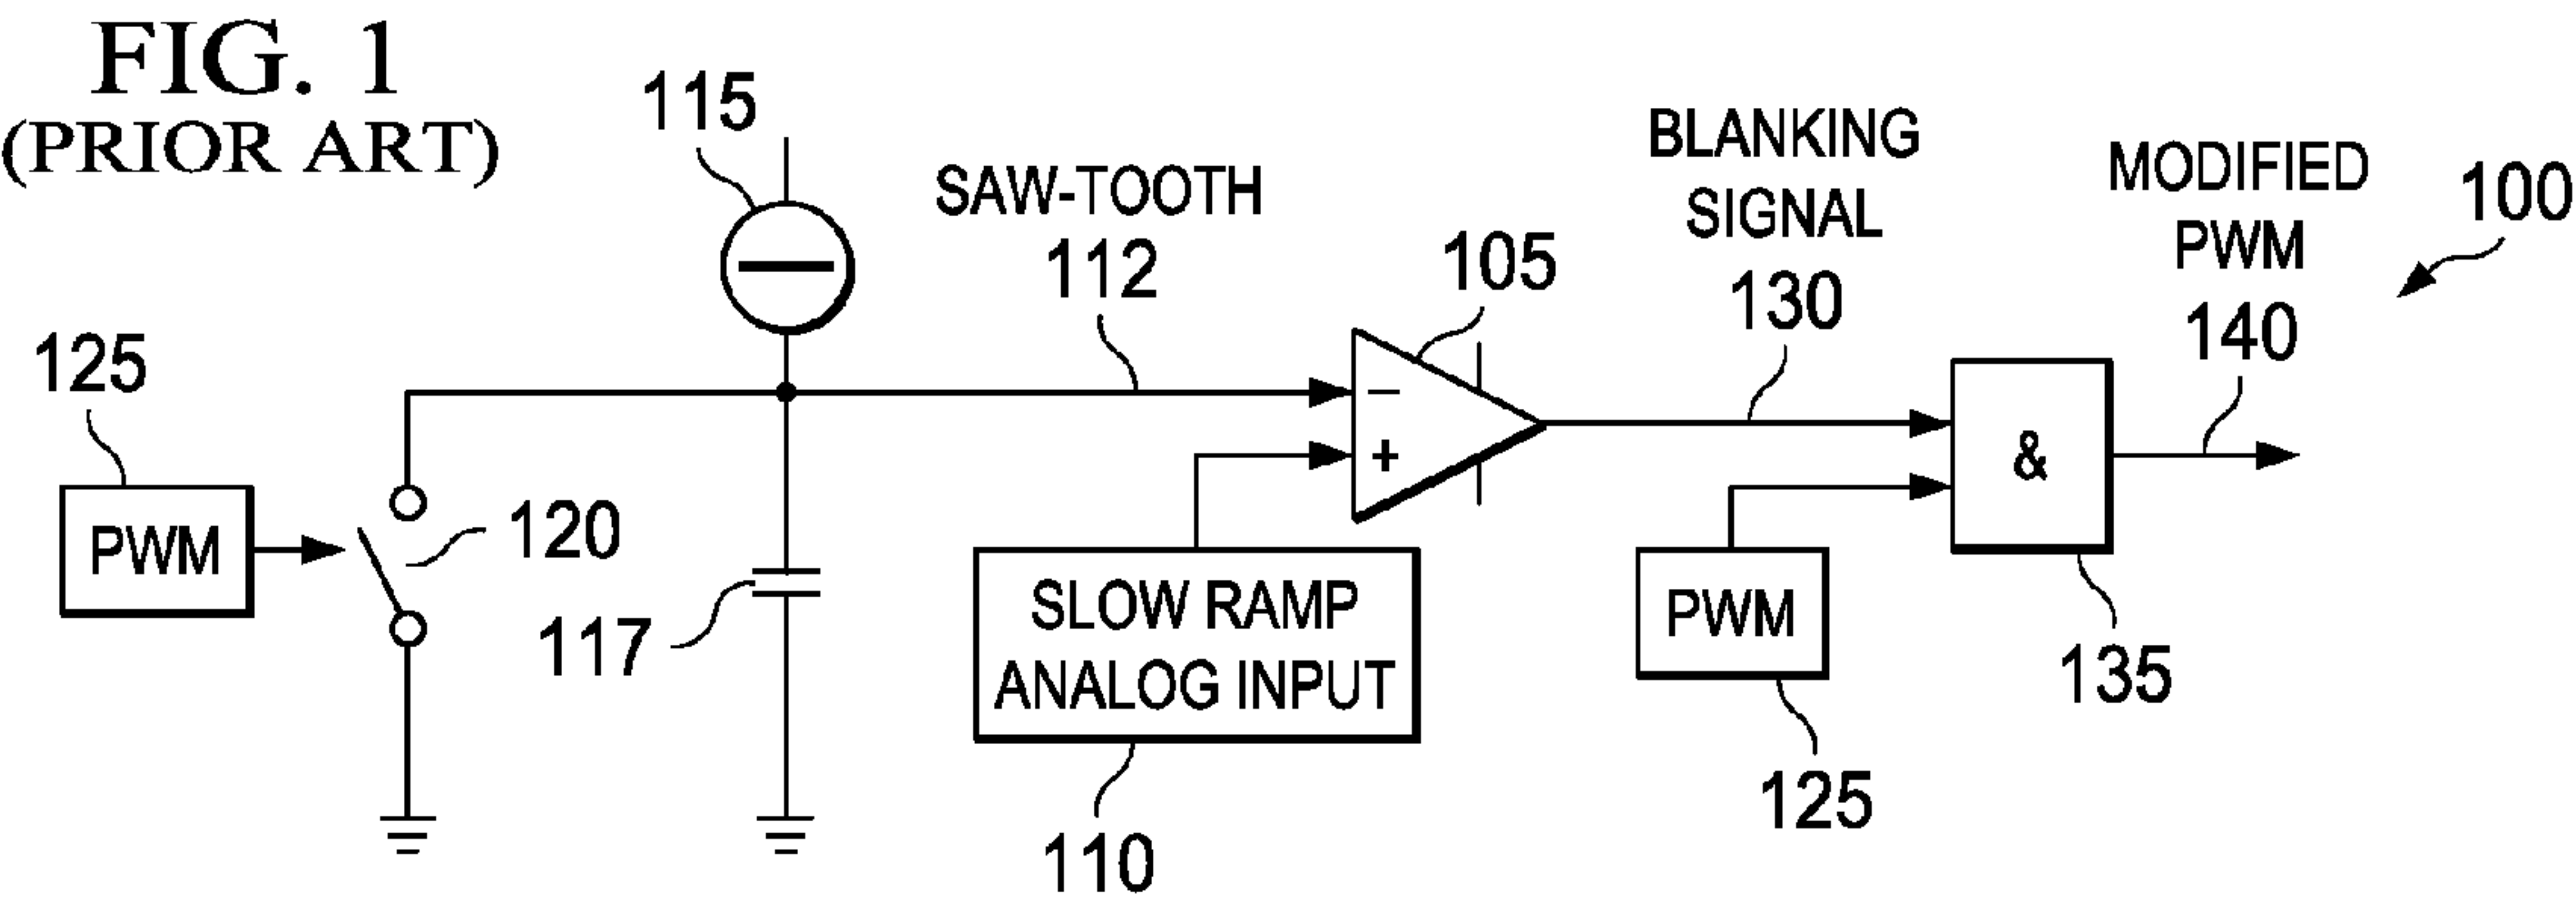 FIG. 1
(PRIOR ART)
115
SAW-TOOTH
112
BLANKING
SIGNAL
130
MODIFIED
PWM
140
100
105
125
PWM
120
117
−
+
&
SLOW RAMP
ANALOG INPUT
110
PWM
125
135